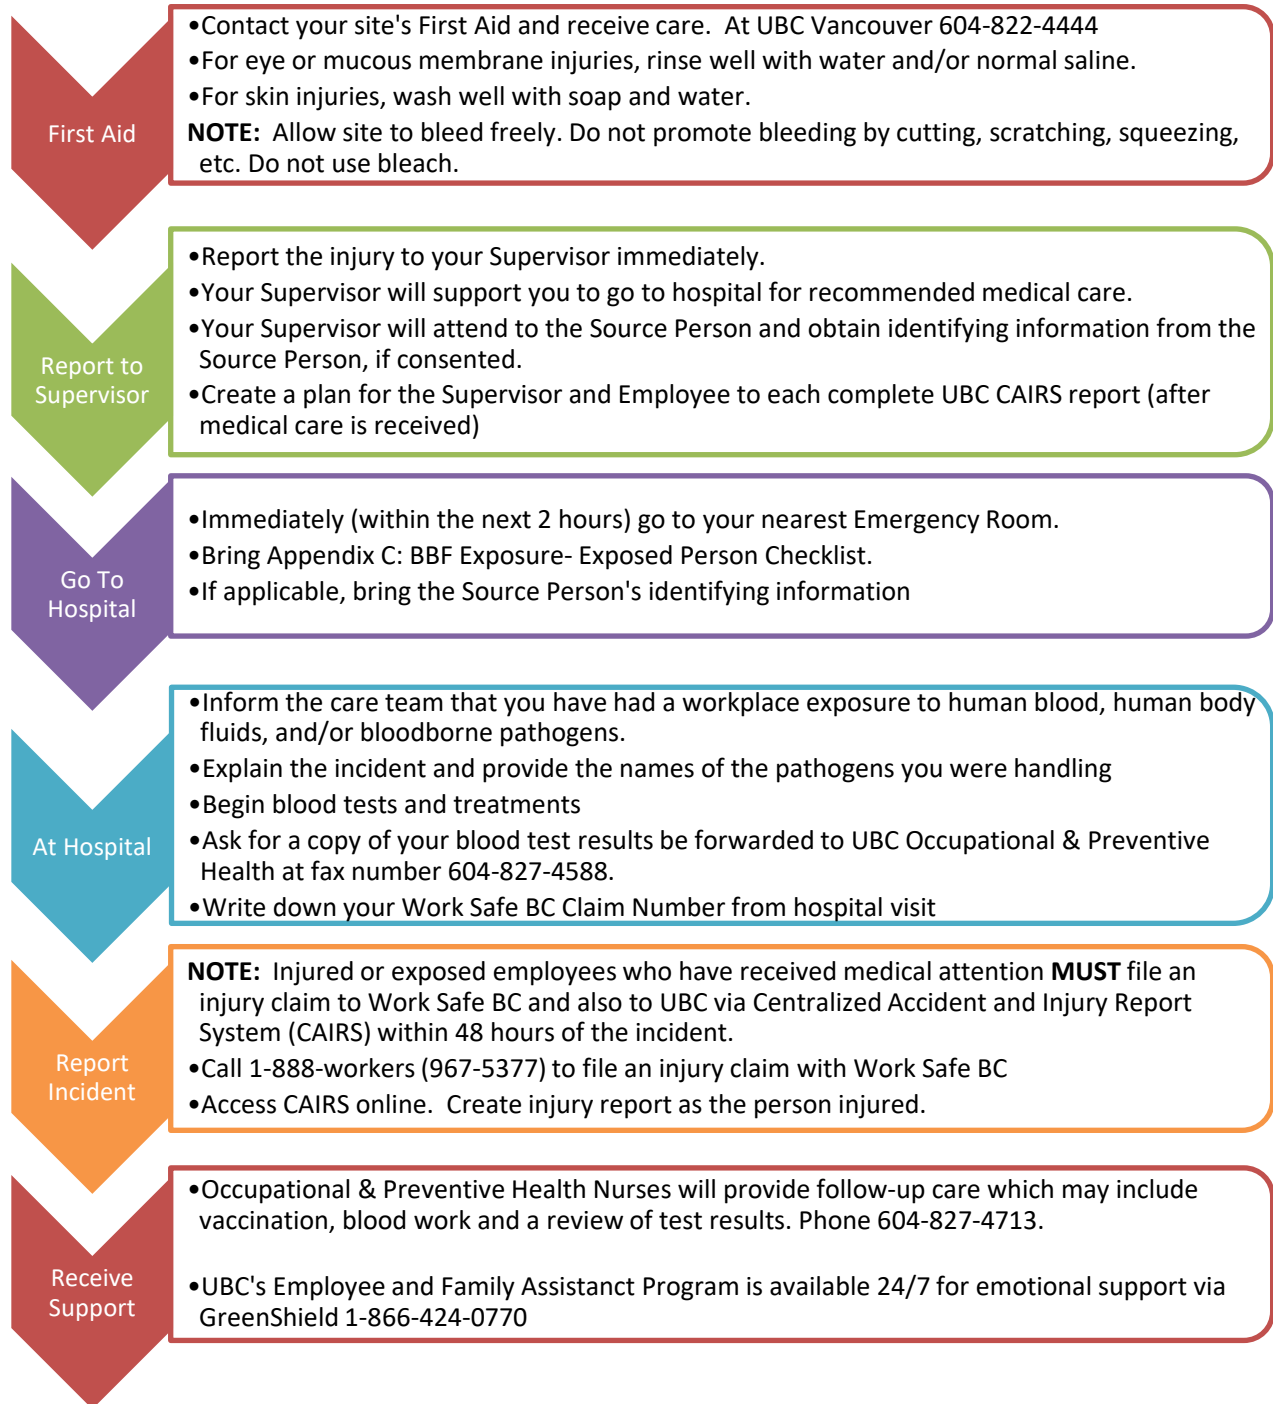 •Contact your site's First Aid and receive care.  At UBC Vancouver 604-822-4444
•For eye or mucous membrane injuries, rinse well with water and/or normal saline.
•For skin injuries, wash well with soap and water.
First Aid
NOTE:  Allow site to bleed freely. Do not promote bleeding by cutting, scratching, squeezing,
etc. Do not use bleach.
•Report the injury to your Supervisor immediately.
•Your Supervisor will support you to go to hospital for recommended medical care.
•Your Supervisor will attend to the Source Person and obtain identifying information from the
Source Person, if consented.
Report to
Supervisor
•Create a plan for the Supervisor and Employee to each complete UBC CAIRS report (after
medical care is received)
•Immediately (within the next 2 hours) go to your nearest Emergency Room.
•Bring Appendix C: BBF Exposure- Exposed Person Checklist.
Go To
Hospital
•If applicable, bring the Source Person's identifying information
•Inform the care team that you have had a workplace exposure to human blood, human body
fluids, and/or bloodborne pathogens.
•Explain the incident and provide the names of the pathogens you were handling
•Begin blood tests and treatments
At Hospital
•Ask for a copy of your blood test results be forwarded to UBC Occupational & Preventive
Health at fax number 604-827-4588.
•Write down your Work Safe BC Claim Number from hospital visit
NOTE:  Injured or exposed employees who have received medical attention MUST file an
injury claim to Work Safe BC and also to UBC via Centralized Accident and Injury Report
System (CAIRS) within 48 hours of the incident.
Report
Incident
•Call 1-888-workers (967-5377) to file an injury claim with Work Safe BC
•Access CAIRS online.  Create injury report as the person injured.
•Occupational & Preventive Health Nurses will provide follow-up care which may include
vaccination, blood work and a review of test results. Phone 604-827-4713.
Receive
Support
•UBC's Employee and Family Assistanct Program is available 24/7 for emotional support via
GreenShield 1-866-424-0770